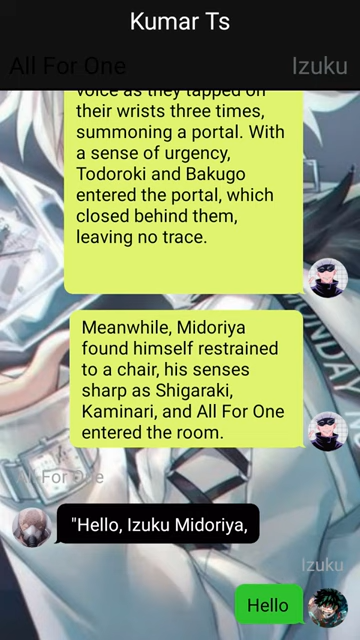 Kumar Ts
All For One
Izuku
voice as they tapped on
their wrists three times,
summoning a portal. With
a sense of urgency,
Todoroki and Bakugo
entered the portal, which
closed behind them,
leaving no trace.
Meanwhile, Midoriya
found himself restrained
to a chair, his senses
sharp as Shigaraki,
Kaminari, and All For One
entered the room.
All For One
"Hello, Izuku Midoriya,
Izuku
Hello